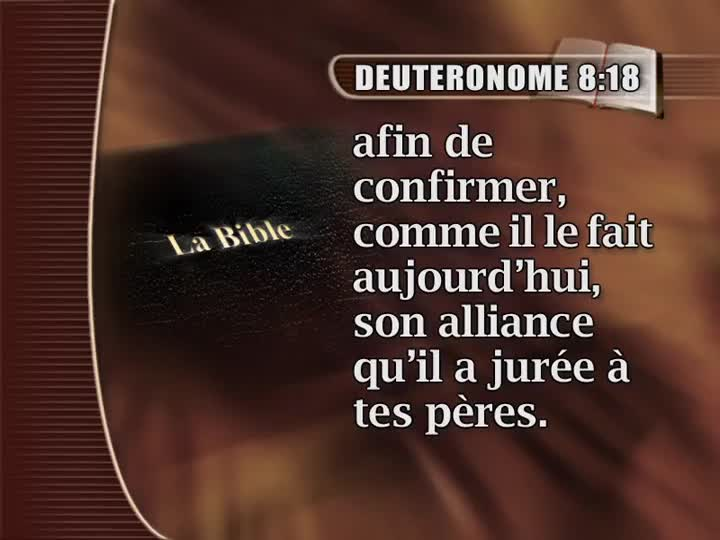 DEUTERONOME 8:18
afin de
confirmer,
comme il le fait
aujourd’hui,
son alliance
qu’il a jurée à
tes pères.
La Bible